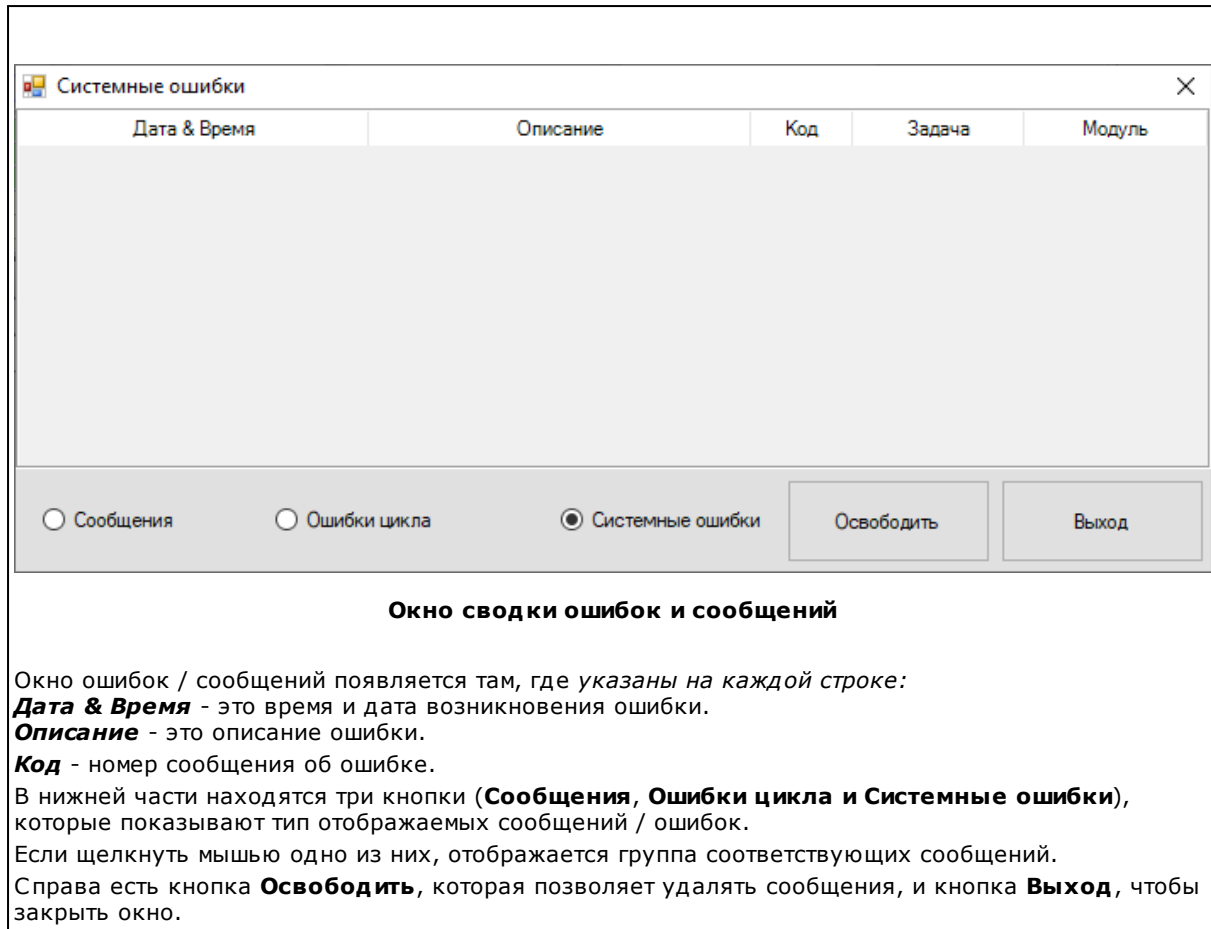 Системные ошибки
Дата & Время Описание Код Задача Модуль
Сообщения Ошибки цикла Системные ошибки Освободить Выход
Окно сводки ошибок и сообщений
Окно ошибок / сообщений появляется там, где указаны на каждой строке:
Дата & Время - это время и дата возникновения ошибки.
Описание - это описание ошибки.
Код - номер сообщения об ошибке.
В нижней части находятся три кнопки (Сообщения, Ошибки цикла и Системные ошибки),
которые показывают тип отображаемых сообщений / ошибок.
Если щелкнуть мышью одно из них, отображается группа соответствующих сообщений.
Справа есть кнопка Освободить, которая позволяет удалять сообщения, и кнопка Выход, чтобы
закрыть окно.